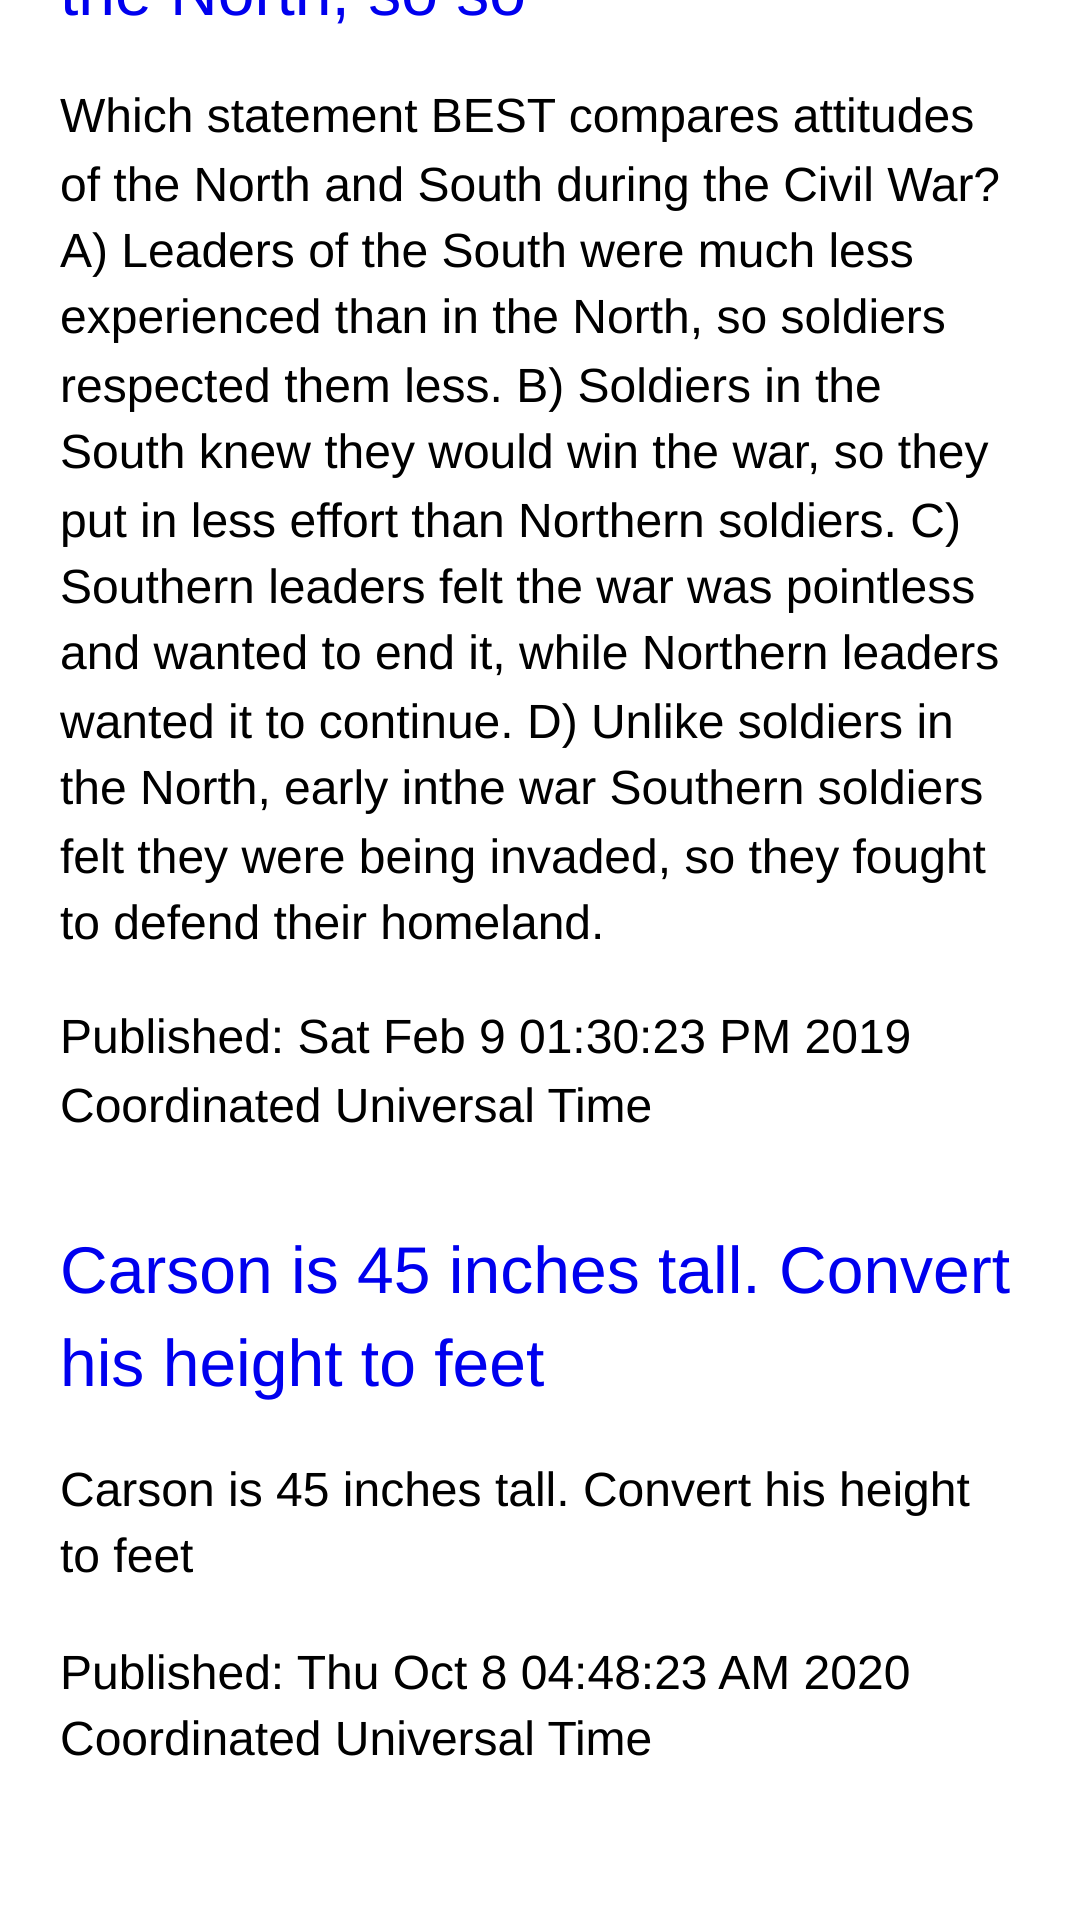 the North, so so
Which statement BEST compares attitudes
of the North and South during the Civil War?
A) Leaders of the South were much less
experienced than in the North, so soldiers
respected them less. B) Soldiers in the
South knew they would win the war, so they
put in less effort than Northern soldiers. C)
Southern leaders felt the war was pointless
and wanted to end it, while Northern leaders
wanted it to continue. D) Unlike soldiers in
the North, early inthe war Southern soldiers
felt they were being invaded, so they fought
to defend their homeland.
Published: Sat Feb 9 01:30:23 PM 2019
Coordinated Universal Time
Carson is 45 inches tall. Convert
his height to feet
Carson is 45 inches tall. Convert his height
to feet
Published: Thu Oct 8 04:48:23 AM 2020
Coordinated Universal Time